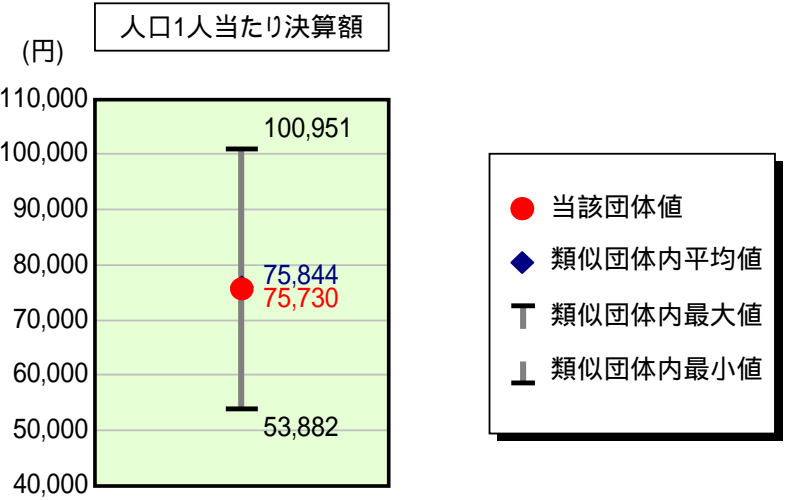 人口1人当たり決算額
(円)
110,000
100,000
90,000
80,000
70,000
60,000
50,000
40,000
100,951
75,844
75,730
53,882
当該団体値
類似団体内平均値
類似団体内最大値
類似団体内最小値